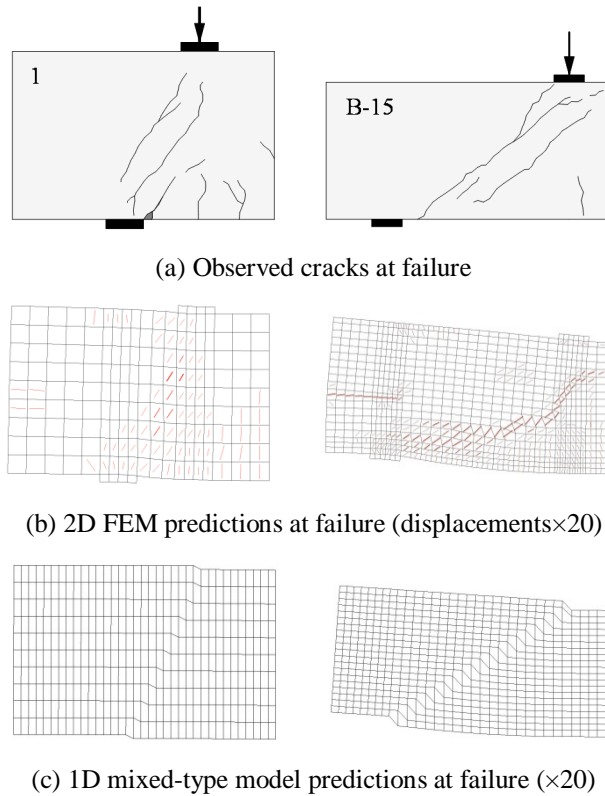 1
B-15
(a) Observed cracks at failure
(b) 2D FEM predictions at failure (displacements×20)
(c) 1D mixed-type model predictions at failure (×20)